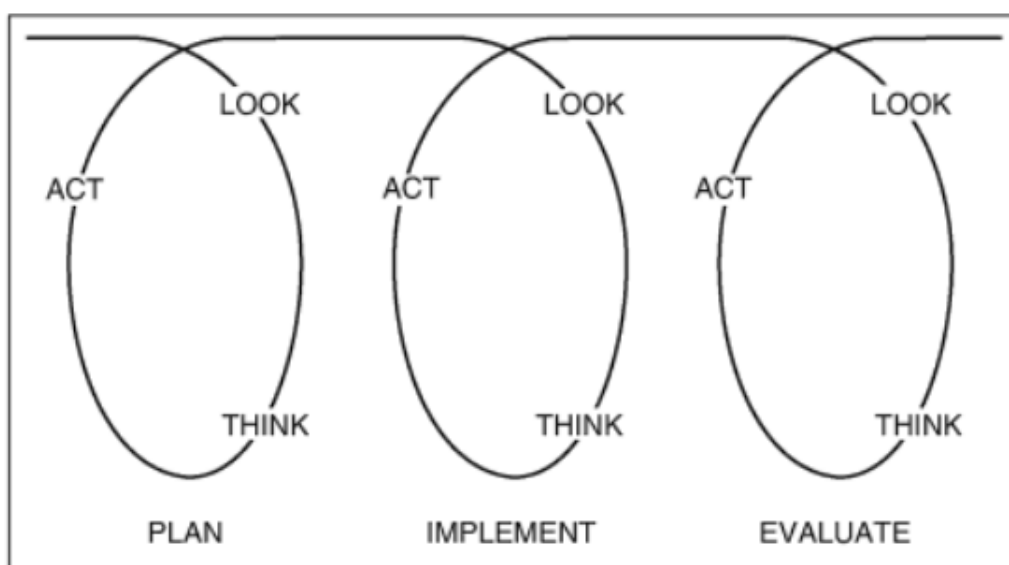 LOOK LOOK LOOK
ACT ACT ACT
THINK THINK THINK
PLAN IMPLEMENT EVALUATE